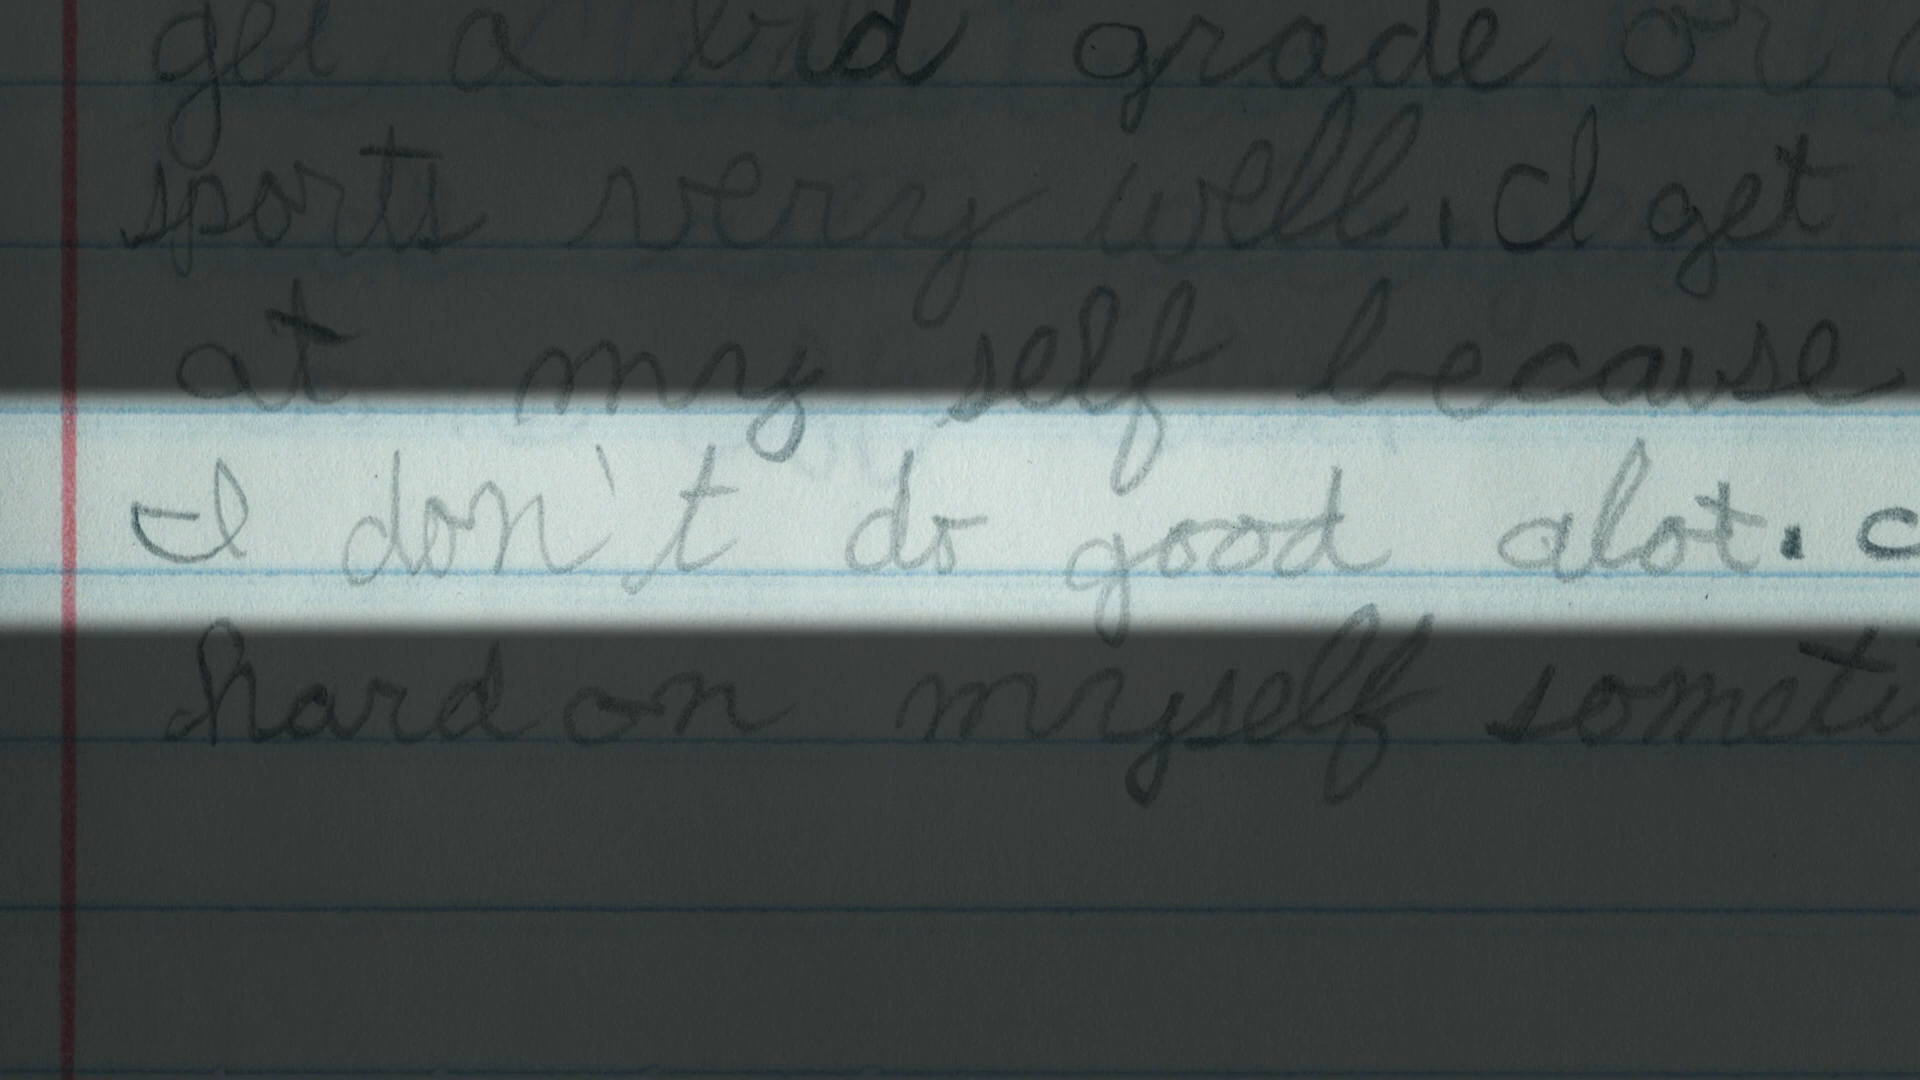 get a bad grade or
sports very well. I get
at my self because
I don't do good alot.
hard on myself someti